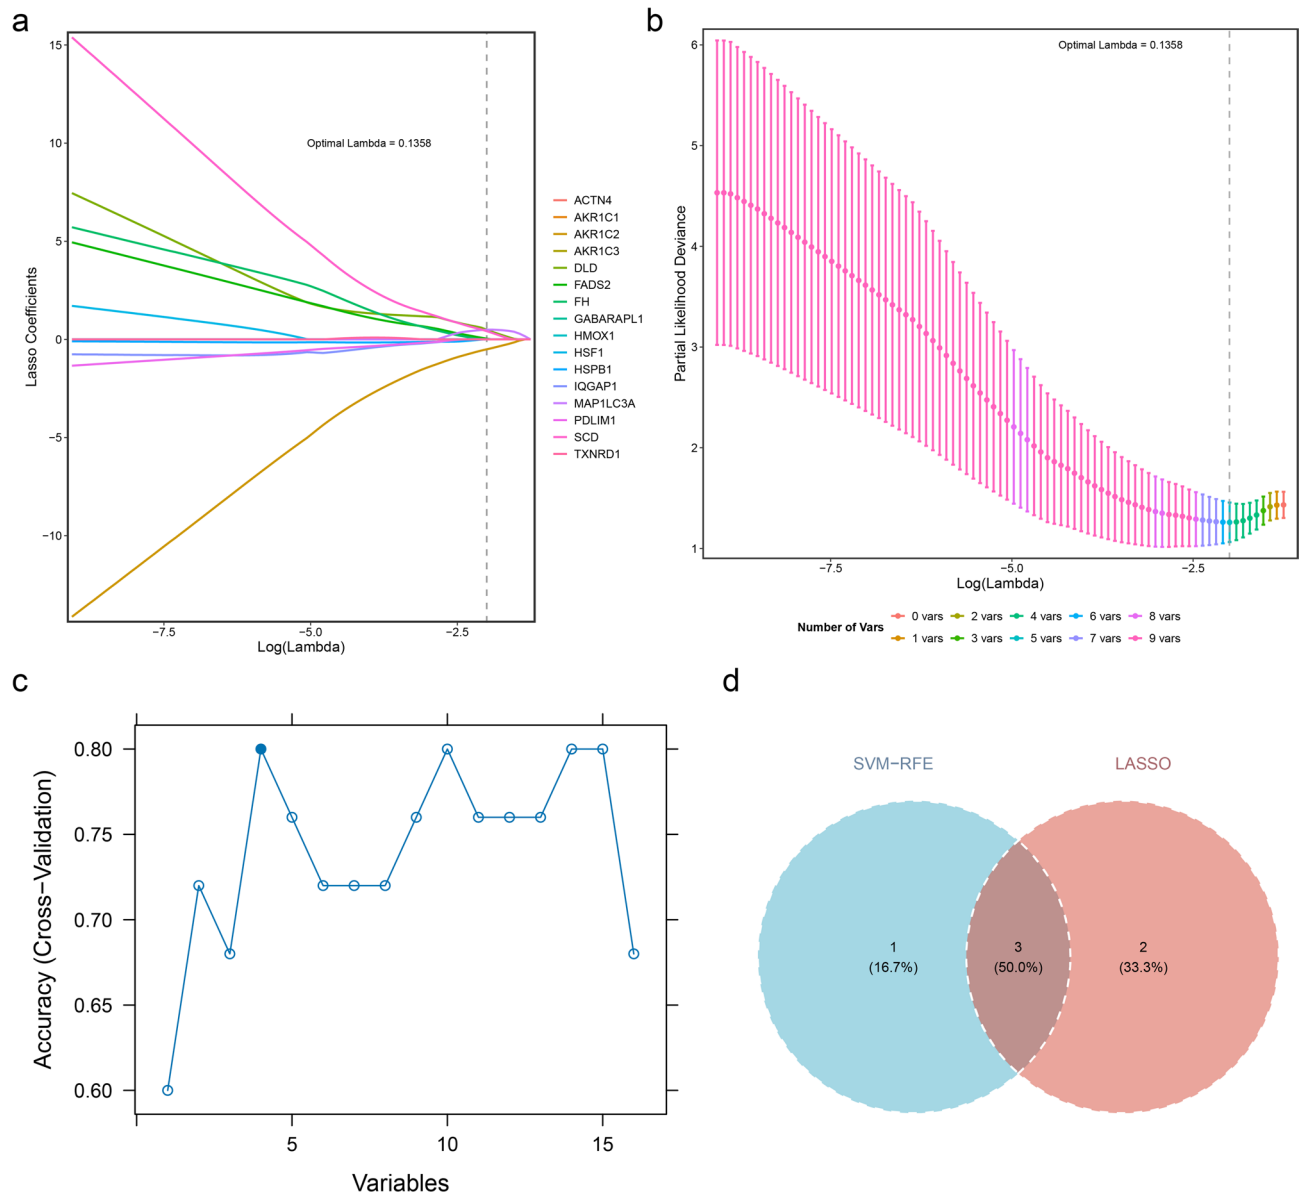 a
15
10
5
0
−5
−10
Lasso Coefficients
Optimal Lambda = 0.1358
−7.5
−5.0
−2.5
Log(Lambda)
ACTN4
AKR1C1
AKR1C2
AKR1C3
DLD
FADS2
FH
GABARAPL1
HMOX1
HSF1
HSPB1
IQGAP1
MAP1LC3A
PDLIM1
SCD
TXNRD1
b
6
5
4
3
2
1
Partial Likelihood Deviance
Optimal Lambda = 0.1358
−7.5
−5.0
−2.5
Log(Lambda)
Number of Vars
0 vars 2 vars 4 vars 6 vars 8 vars
1 vars 3 vars 5 vars 7 vars 9 vars
c
0.80
0.75
0.70
0.65
0.60
Accuracy (Cross−Validation)
5
10
15
Variables
d
SVM−RFE
LASSO
1
(16.7%)
3
(50.0%)
2
(33.3%)